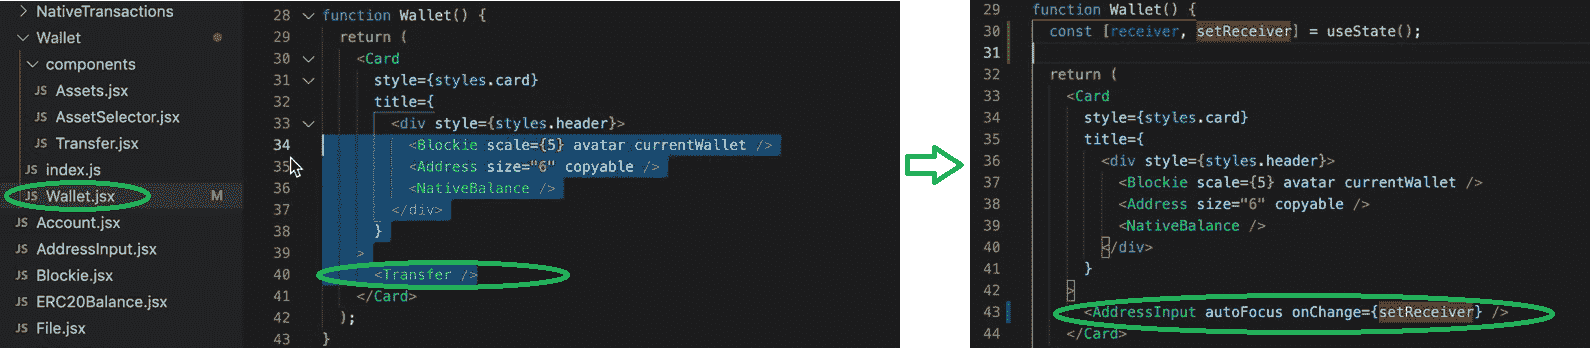 NativeTransactions
Wallet
components
JS Assets.jsx
JS AssetSelector.jsx
JS Transfer.jsx
JS index.js
JS Wallet.jsx M
JS Account.jsx
JS AddressInput.jsx
JS Blockie.jsx
JS ERC20Balance.jsx
JS File.jsx
28 function Wallet() {
29 return (
30 <Card
31 style={styles.card}
32 title={
33 <div style={styles.header}>
34 <Blockie scale={5} avatar currentWallet />
35 <Address size="6" copyable />
36 <NativeBalance />
37 </div>
38 }
39 >
40 <Transfer />
41 </Card>
42 );
43 }
29 function Wallet() {
30 const [receiver, setReceiver] = useState();
31
32 return (
33 <Card
34 style={styles.card}
35 title={
36 <div style={styles.header}>
37 <Blockie scale={5} avatar currentWallet />
38 <Address size="6" copyable />
39 <NativeBalance />
40 </div>
41 }
42 >
43 <AddressInput autoFocus onChange={setReceiver} />
44 </Card>